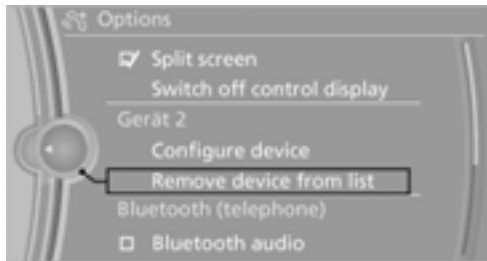 Options
Split screen
Switch off control display
Gerät 2
Configure device
Remove device from list
Bluetooth (telephone)
Bluetooth audio